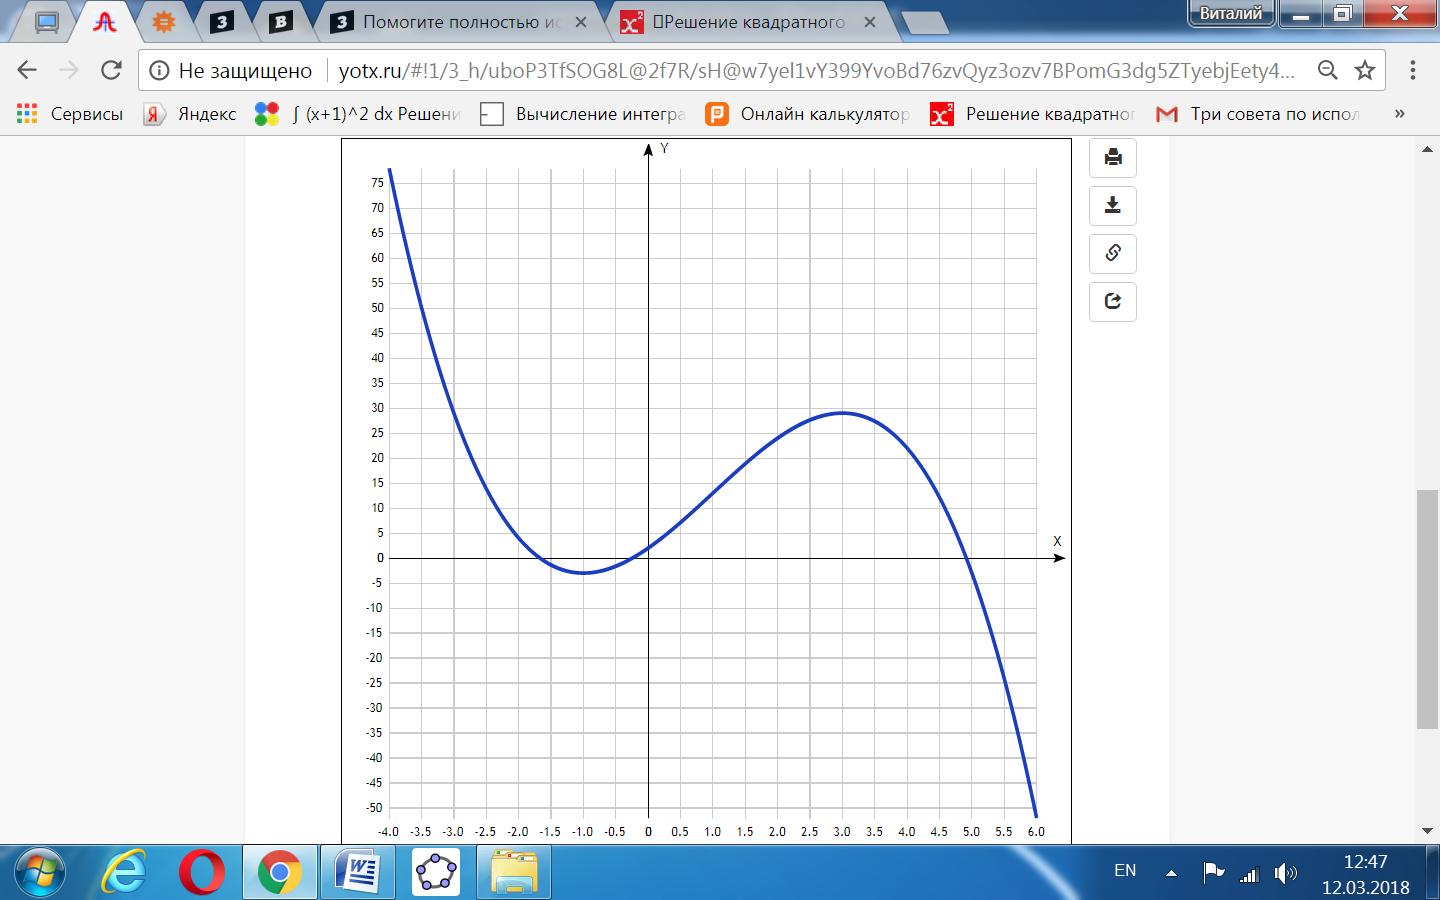 Помогите полностью ис
Решение квадратного
Виталий
Не защищено
yotx.ru/#!1/3_h/uboP3TfSOG8L@2f7R/sH@w7yel1vY399YvoBd76zvQyz3ozv7BPomG3dg5ZTyebjEety4...
Сервисы
Яндекс
∫ (x+1)^2 dx Решени
Вычисление интегра
Онлайн калькулятор
Решение квадратног
Три совета по испол
»
Y
75
70
65
60
55
50
45
40
35
30
25
20
15
10
5
0
-5
-10
-15
-20
-25
-30
-35
-40
-45
-50
X
-4.0 -3.5 -3.0 -2.5 -2.0 -1.5 -1.0 -0.5 0 0.5 1.0 1.5 2.0 2.5 3.0 3.5 4.0 4.5 5.0 5.5 6.0
EN
12:47
12.03.2018